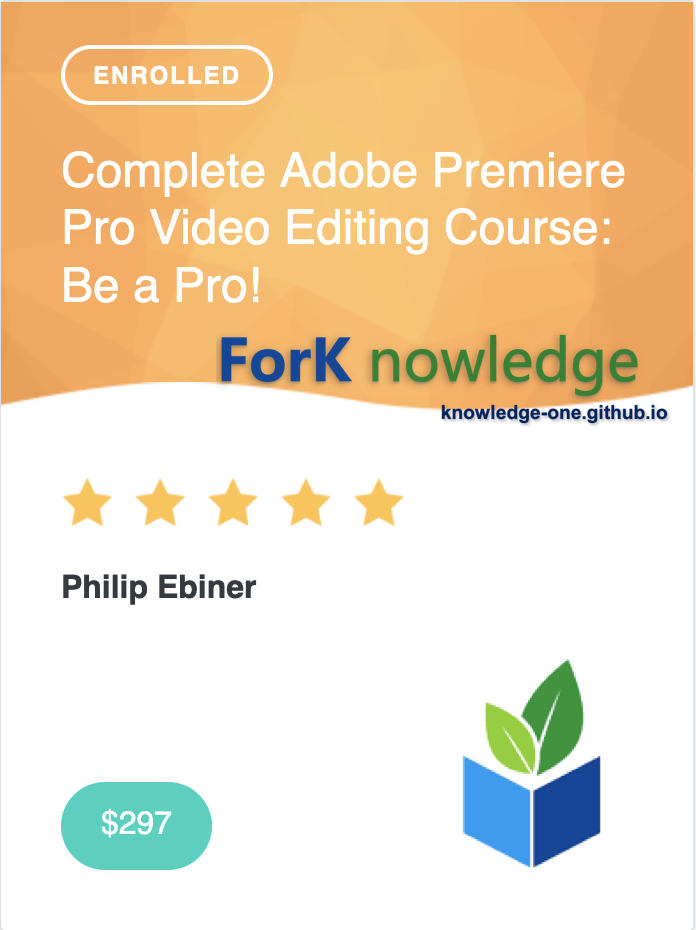 ENROLLED
Complete Adobe Premiere
Pro Video Editing Course:
Be a Pro!
ForK nowledge
knowledge-one.github.io
Philip Ebiner
$297